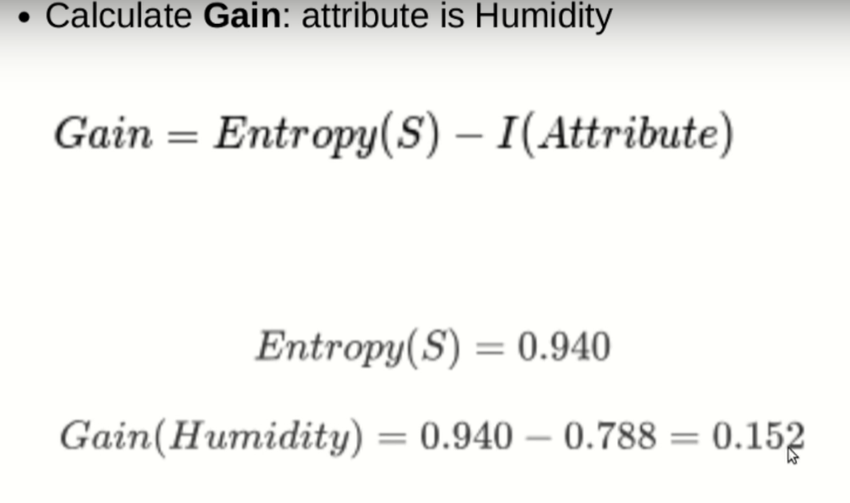 • Calculate Gain: attribute is Humidity
Gain = Entropy(S) − I(Attribute)
Entropy(S) = 0.940
Gain(Humidity) = 0.940 − 0.788 = 0.152